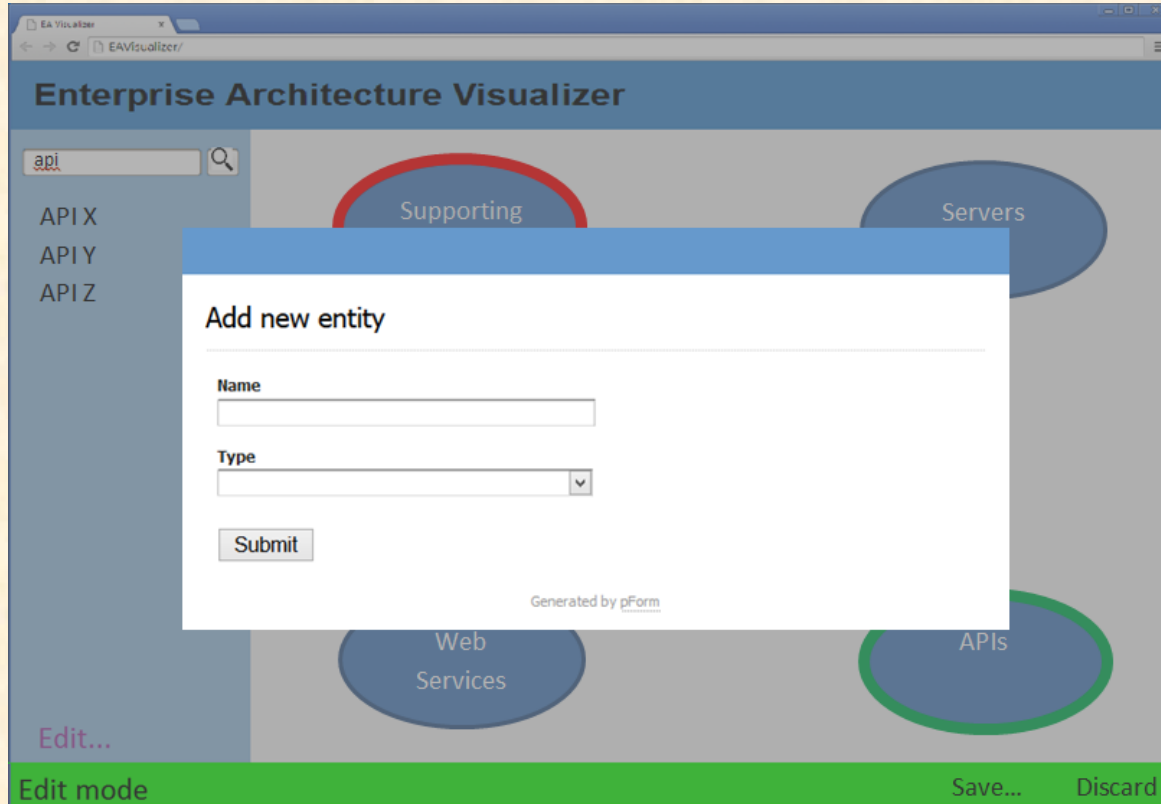 EA Visualizer
EAVisualizer/
Enterprise Architecture Visualizer
api
API X
API Y
API Z
Supporting
Servers
Add new entity
Name
Type
Submit
Generated by pForm
Web
Services
APIs
Edit...
Edit mode
Save...
Discard